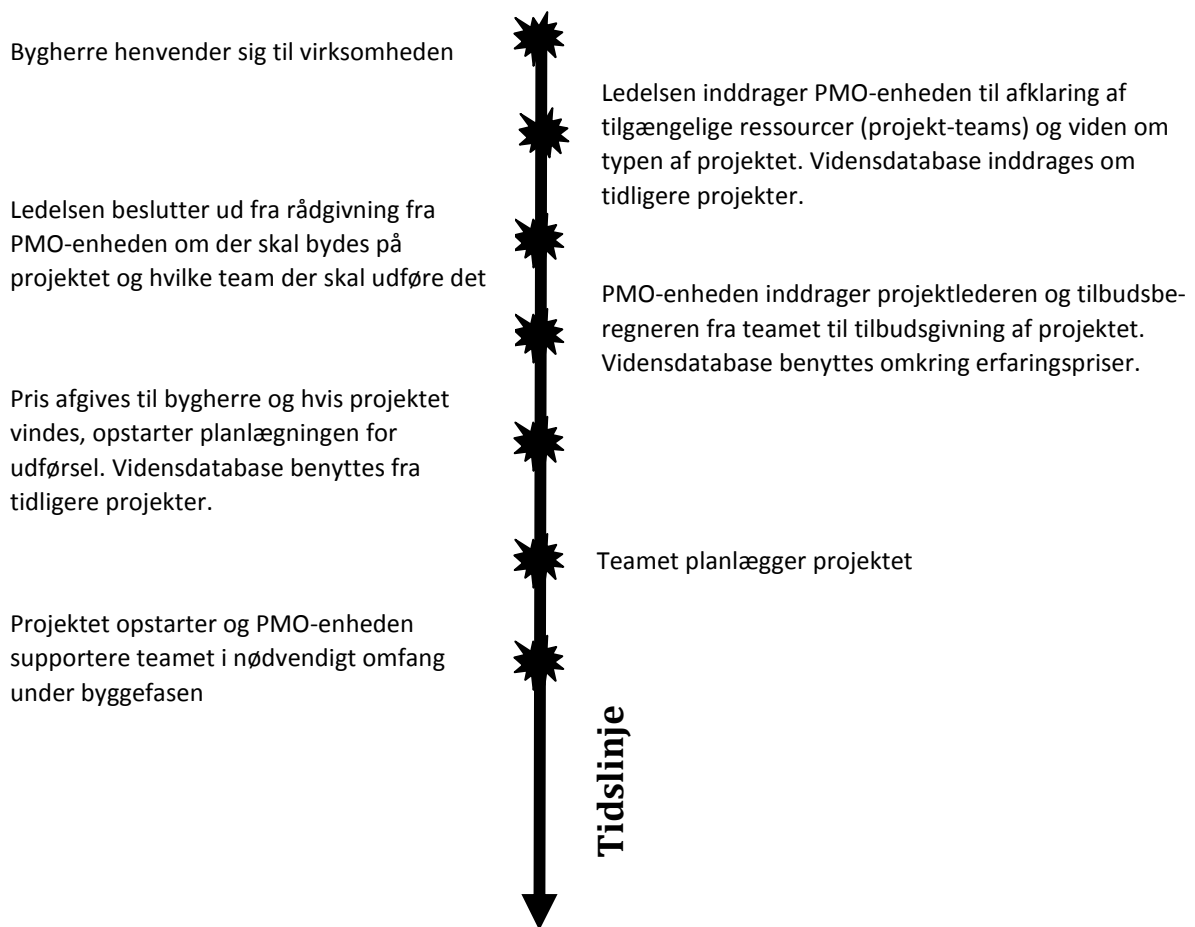 Bygherre henvender sig til virksomheden
Ledelsen inddrager PMO-enheden til afklaring af
tilgængelige ressourcer (projekt-teams) og viden om
typen af projektet. Vidensdatabase inddrages om
tidligere projekter.
Ledelsen beslutter ud fra rådgivning fra
PMO-enheden om der skal bydes på
projektet og hvilke team der skal udføre det
PMO-enheden inddrager projektlederen og tilbudsbe-
regneren fra teamet til tilbudsgivning af projektet.
Vidensdatabase benyttes omkring erfaringspriser.
Pris afgives til bygherre og hvis projektet
vindes, opstarter planlægningen for
udførsel. Vidensdatabase benyttes fra
tidligere projekter.
Teamet planlægger projektet
Projektet opstarter og PMO-enheden
supportere teamet i nødvendigt omfang
under byggefasen
Tidslinje